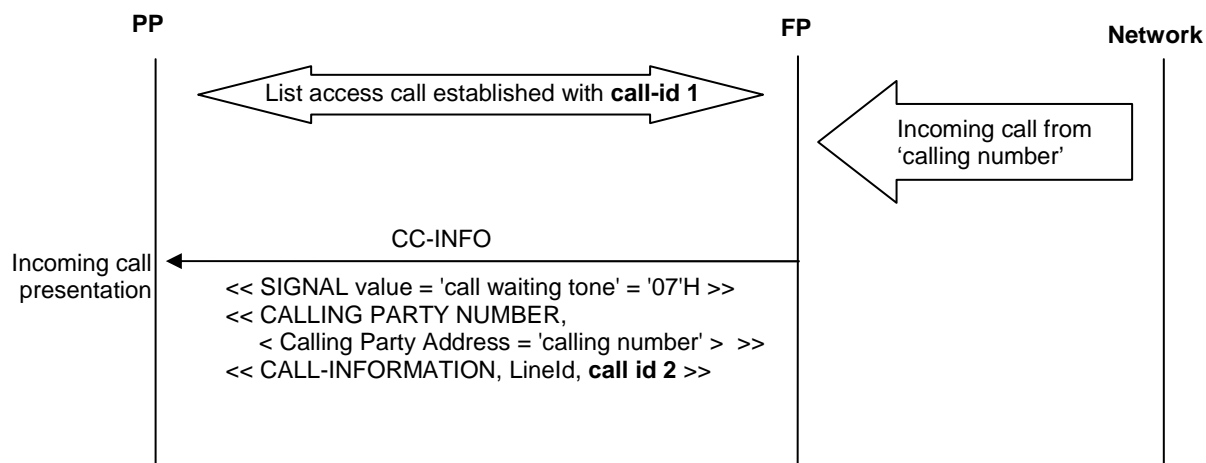 PP
FP
Network
List access call established with call-id 1
Incoming call from
‘calling number’
CC-INFO
Incoming call
presentation
<< SIGNAL value = 'call waiting tone' = '07'H >>
<< CALLING PARTY NUMBER,
< Calling Party Address = 'calling number' > >>
<< CALL-INFORMATION, LineId, call id 2 >>